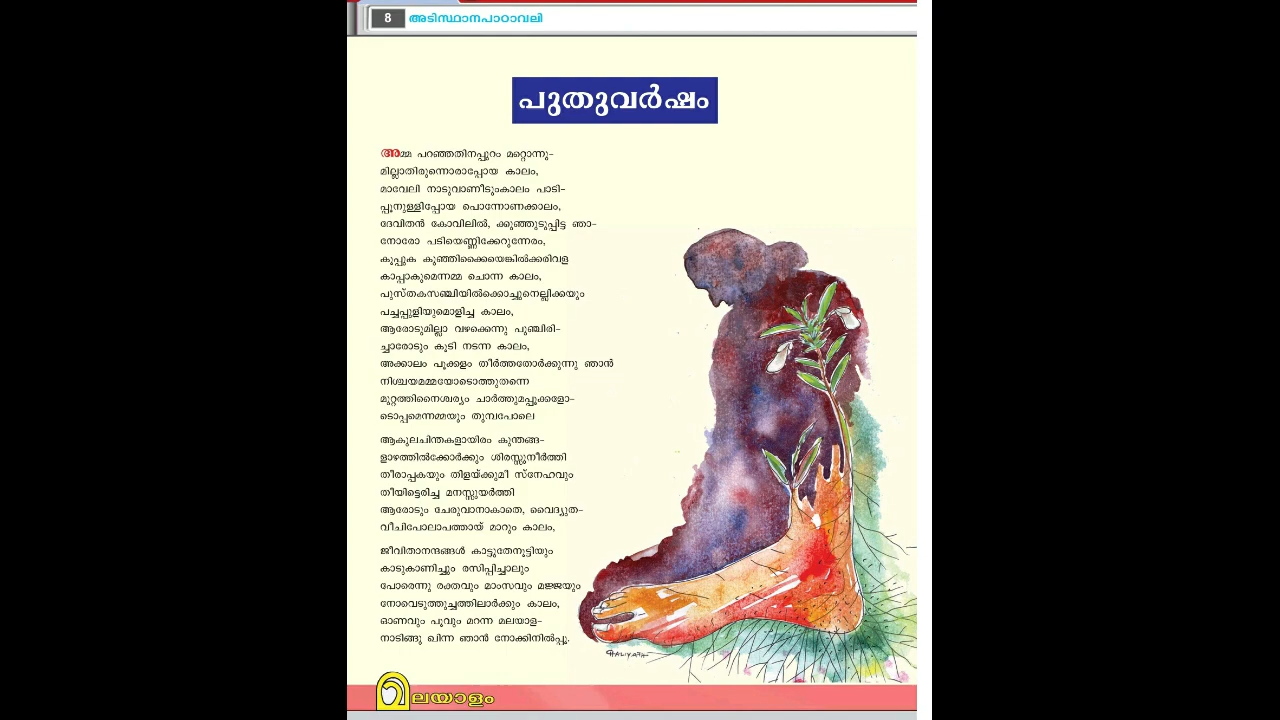 8 അടിസ്ഥാനപാഠാവലി
പുതുവർഷം
അമ്മ പറഞ്ഞതിനപ്പുറം മറ്റൊന്നു-
മില്ലാതിരുന്നൊരാപ്പോയ കാലം,
മാവേലി നാടുവാണീടുംകാലം പാടി-
പ്പൂനുള്ളിപ്പോയ പൊന്നോണക്കാലം,
ദേവിതൻ കോവിലിൽ, ക്കുഞ്ഞുടുപ്പിട്ട ഞാ-
നോരോ പടിയെണ്ണിക്കേറുന്നേരം,
കൂപ്പുക കുഞ്ഞിക്കൈയെങ്കിൽക്കരിവള
കാപ്പാകുമെന്നമ്മ ചൊന്ന കാലം,
പുസ്തകസഞ്ചിയിൽക്കൊച്ചുനെല്ലിക്കയും
പച്ചപ്പുളിയുമൊളിച്ച കാലം,
ആരോടുമില്ലാ വഴക്കെന്നു പുഞ്ചിരി-
ച്ചാരോടും കൂടി നടന്ന കാലം,
അക്കാലം പൂക്കളം തീർത്തതോർക്കുന്നു ഞാൻ
നിശ്ചയമമ്മയോടൊത്തുതന്നെ
മുറ്റത്തിനൈശ്വര്യം ചാർത്തുമപ്പൂക്കളോ-
ടൊപ്പമെന്നമ്മയും തുമ്പപോലെ
ആകുലചിന്തകളായിരം കുന്തങ്ങ-
ളാഴത്തിൽക്കോർക്കും ശിരസ്സുനീർത്തി
തീരാപ്പകയും തിളയ്ക്കുമീ സ്നേഹവും
തീയിട്ടെരിച്ച മനസ്സുയർത്തി
ആരോടും ചേരുവാനാകാതെ, വൈദ്യുത-
വീചിപോലാപത്തായ് മാറും കാലം,
ജീവിതാനന്ദങ്ങൾ കാട്ടുതേനൂട്ടിയും
കാടുകാണിച്ചും രസിപ്പിച്ചാലും
പോരെന്നു രക്തവും മാംസവും മജ്ജയും
നോവെടുത്തുച്ചത്തിലാർക്കും കാലം,
ഓണവും പൂവും മറന്ന മലയാള-
നാടിങ്ങു ഖിന്ന ഞാൻ നോക്കിനിൽപ്പൂ.
മലയാളം